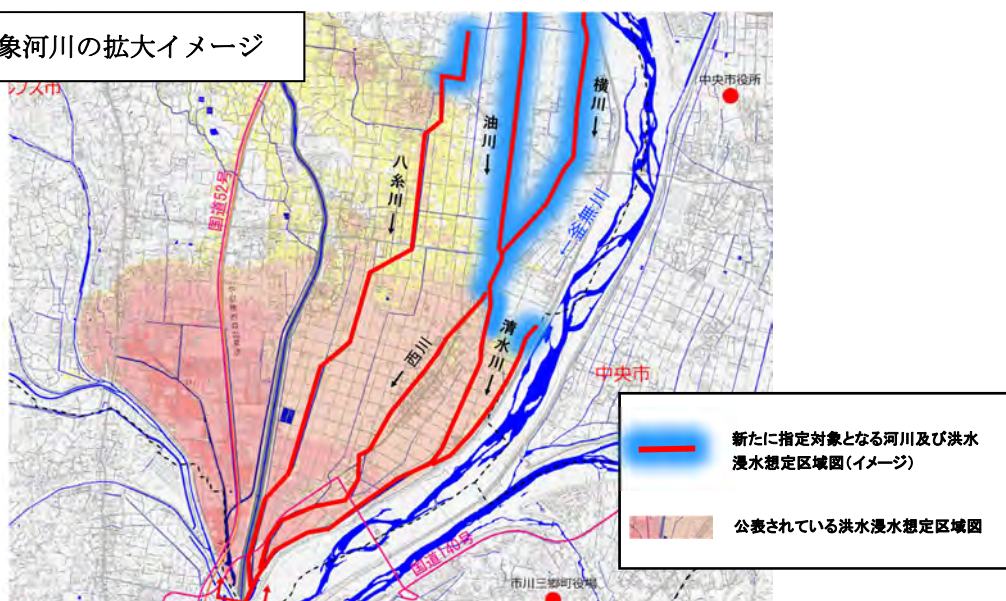 象河川の拡大イメージ
プス市
中央市役所
横川
油川
八糸川
国道52号
←釜無川
清水川
西川
中央市
新たに指定対象となる河川及び洪水
浸水想定区域図(イメージ)
公表されている洪水浸水想定区域図
国道140号
市川三郷町役場